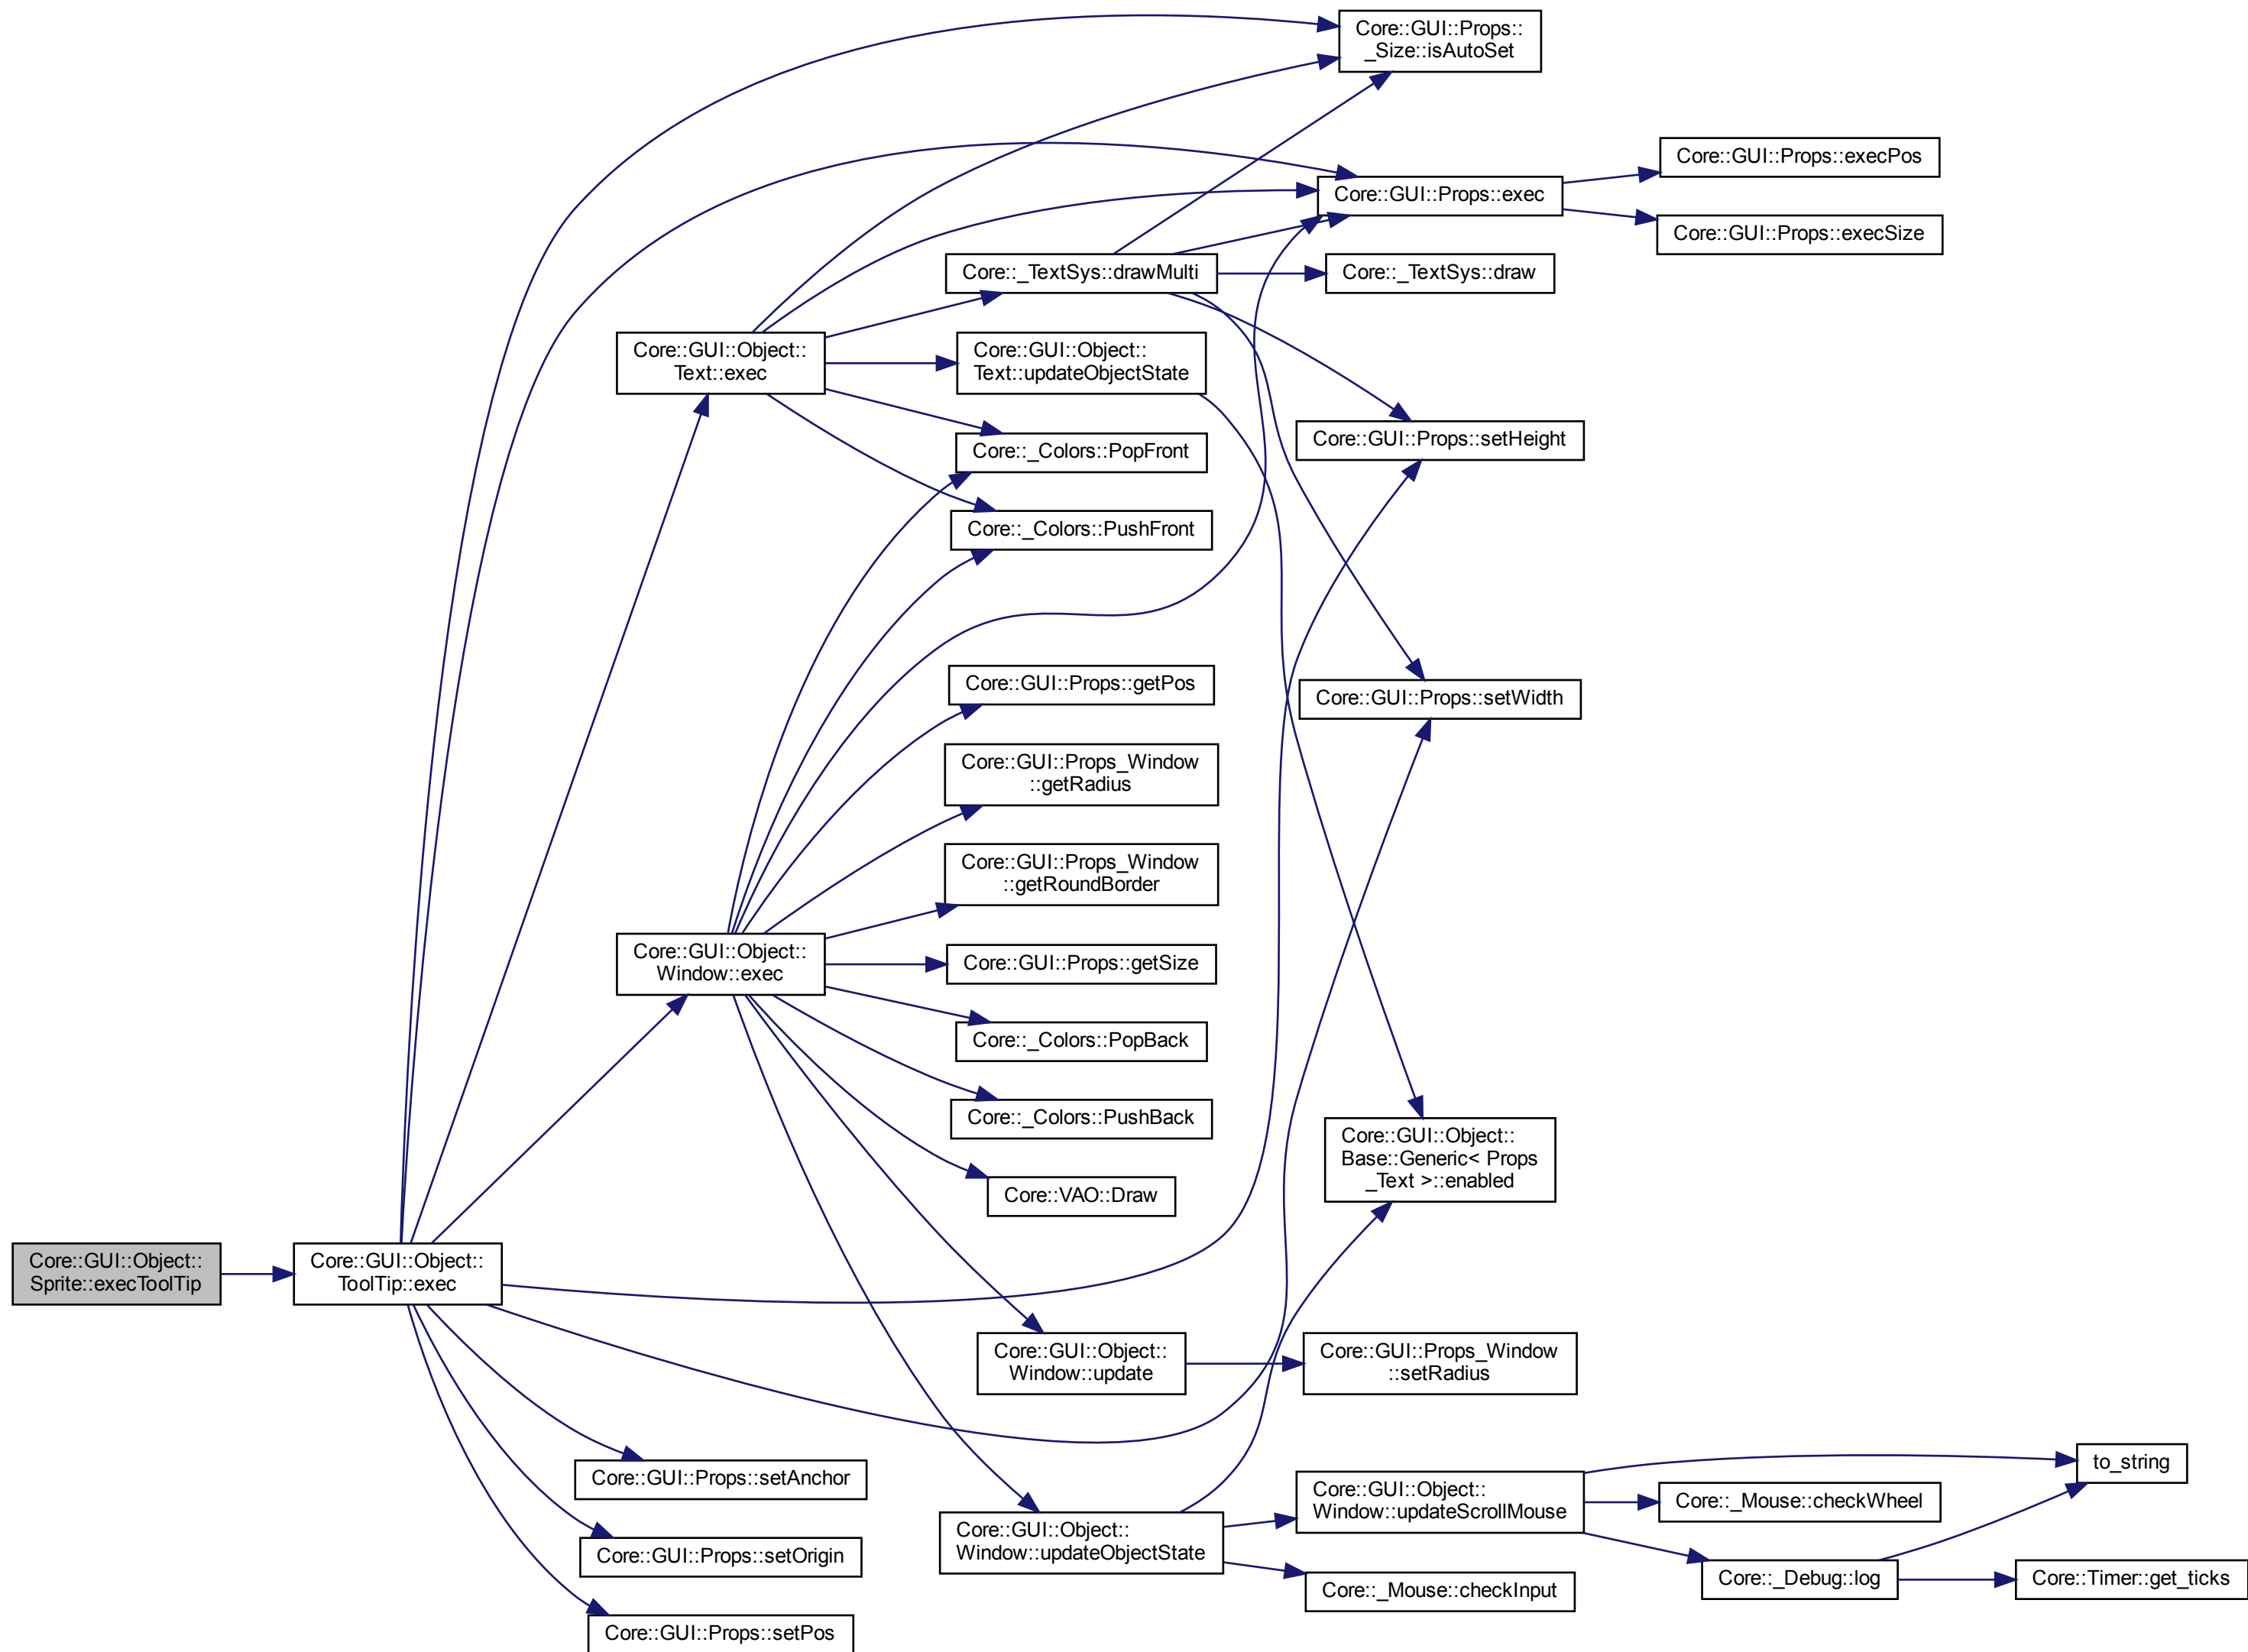 Core::GUI::Object::
Sprite::execToolTip
Core::GUI::Object::
ToolTip::exec
Core::GUI::Object::
Text::exec
Core::GUI::Object::
Window::exec
Core::GUI::Props::setAnchor
Core::GUI::Props::setOrigin
Core::GUI::Props::setPos
Core::_TextSys::drawMulti
Core::GUI::Object::
Text::updateObjectState
Core::_Colors::PopFront
Core::_Colors::PushFront
Core::GUI::Props::getPos
Core::GUI::Props_Window
::getRadius
Core::GUI::Props_Window
::getRoundBorder
Core::GUI::Props::getSize
Core::_Colors::PopBack
Core::_Colors::PushBack
Core::VAO::Draw
Core::GUI::Object::
Window::update
Core::GUI::Object::
Window::updateObjectState
Core::GUI::Props::
_Size::isAutoSet
Core::GUI::Props::exec
Core::_TextSys::draw
Core::GUI::Props::setHeight
Core::GUI::Props::setWidth
Core::GUI::Object::
Base::Generic< Props
_Text >::enabled
Core::GUI::Props_Window
::setRadius
Core::GUI::Object::
Window::updateScrollMouse
Core::_Mouse::checkInput
Core::GUI::Props::execPos
Core::GUI::Props::execSize
Core::_Mouse::checkWheel
Core::_Debug::log
to_string
Core::Timer::get_ticks